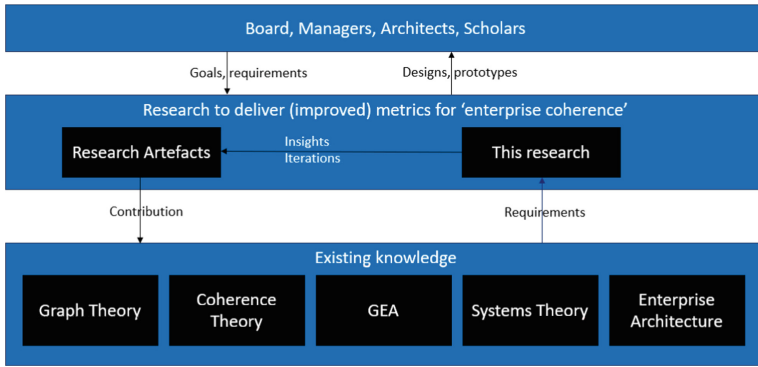 Board, Managers, Architects, Scholars
Goals, requirements
Designs, prototypes
Research to deliver (improved) metrics for ‘enterprise coherence’
Research Artefacts
Insights
Iterations
This research
Contribution
Requirements
Existing knowledge
Graph Theory
Coherence
Theory
GEA
Systems Theory
Enterprise
Architecture